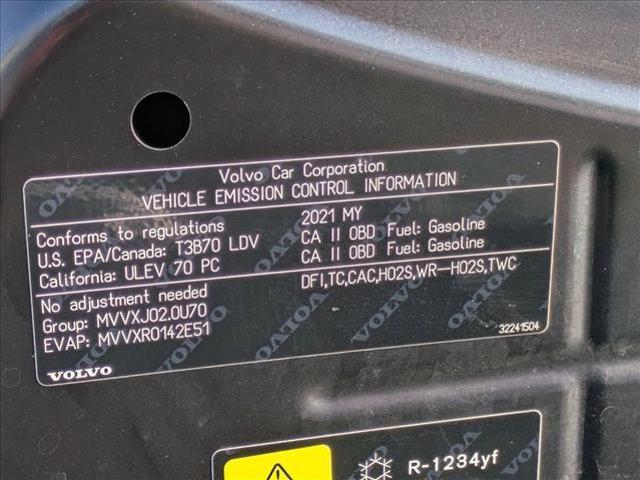 Volvo Car Corporation
VEHICLE EMISSION CONTROL INFORMATION
Conforms to regulations 2021 MY
U.S. EPA/Canada: T3B70 LDV CA II OBD Fuel: Gasoline
California: ULEV 70 PC CA II OBD Fuel: Gasoline
No adjustment needed DFI,TC,CAC,HO2S,WR-HO2S,TWC
Group: MVVXJ02.0U70
EVAP: MVVXR0142E51
32241504
VOLVO
R-1234yf